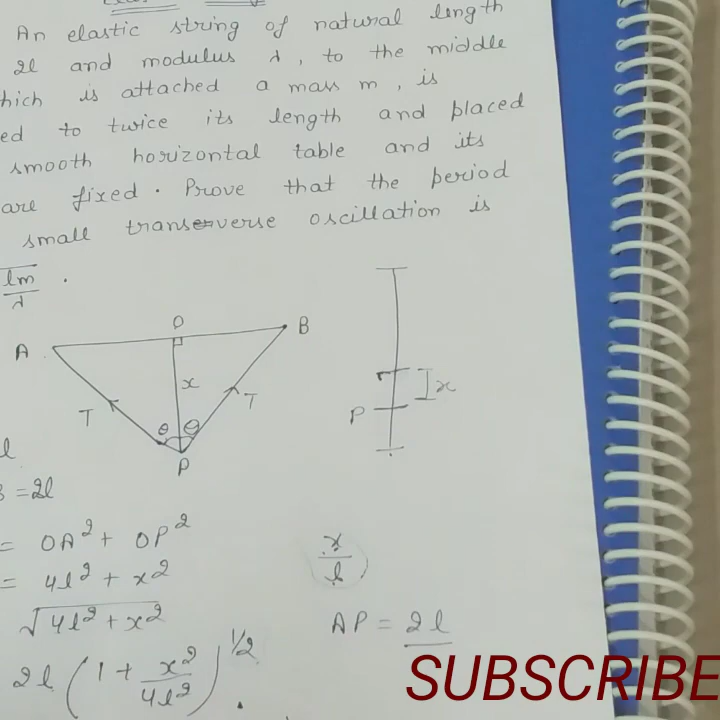 An elastic string of natural length
2l and modulus λ, to the middle
hich is attached a mass m, is
ed to twice its length and placed
smooth horizontal table and its
are fixed. Prove that the period
small transverse oscillation is
lm
λ .
O
A
B
x
T
T
θ θ
P
x
P
l
= 2l
= OA² + OP²
= 4l² + x²
√4l² + x²
2l (1 + x²/4l²)^1/2 .
x/l
AP = 2l
SUBSCRIBE